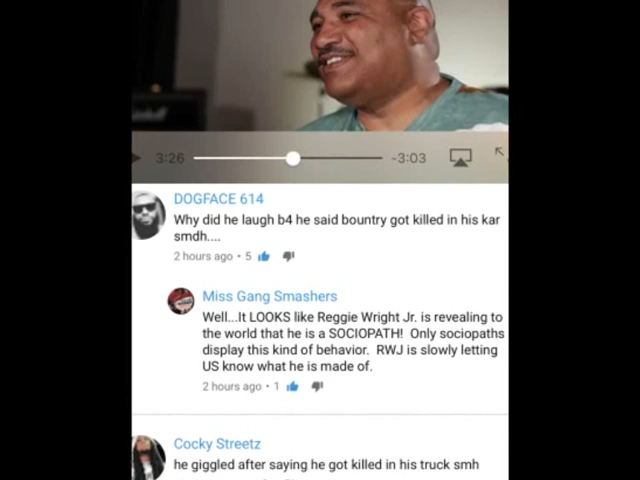 3:26
-3:03
DOGFACE 614
Why did he laugh b4 he said bountry got killed in his kar
smdh....
2 hours ago • 5
Miss Gang Smashers
Well...It LOOKS like Reggie Wright Jr. is revealing to
the world that he is a SOCIOPATH! Only sociopaths
display this kind of behavior. RWJ is slowly letting
US know what he is made of.
2 hours ago • 1
Cocky Streetz
he giggled after saying he got killed in his truck smh